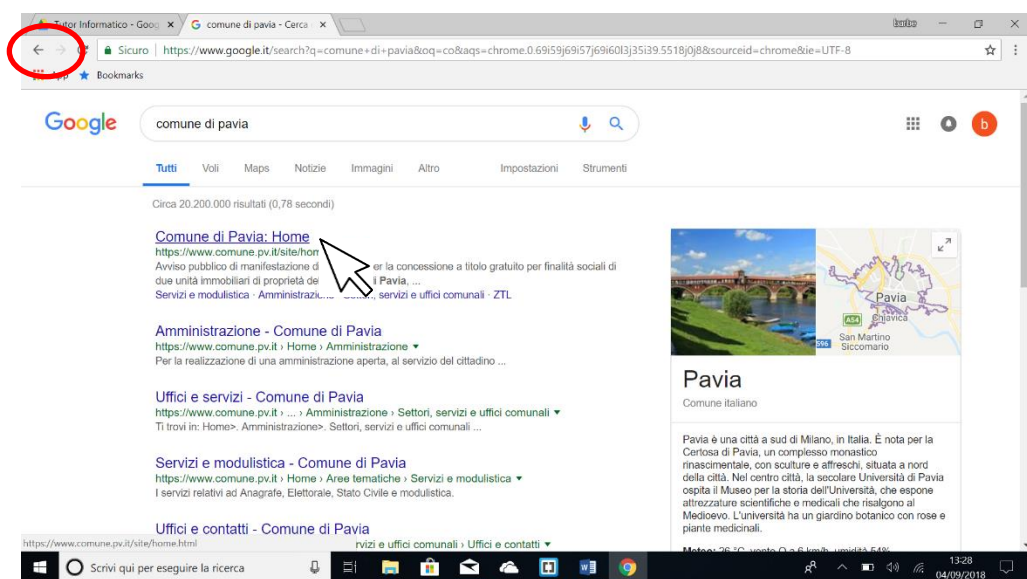 Tutor Informatico - Goog
comune di pavia - Cerca
Sicuro
https://www.google.it/search?q=comune+di+pavia&oq=co&aqs=chrome.0.69i59j69i57j69i60l3j35i39.5518j0j8&sourceid=chrome&ie=UTF-8
Bookmarks
Google
comune di pavia
b
Tutti Voli Maps Notizie Immagini Altro Impostazioni Strumenti
Circa 20.200.000 risultati (0,78 secondi)
Comune di Pavia: Home
https://www.comune.pv.it/site/hom
Avviso pubblico di manifestazione d er la concessione a titolo gratuito per finalità sociali di
due unità immobiliari di proprietà de i Pavia, ...
Servizi e modulistica · Amministrazione · Settori, servizi e uffici comunali · ZTL
Amministrazione - Comune di Pavia
https://www.comune.pv.it › Home › Amministrazione
Per la realizzazione di una amministrazione aperta, al servizio del cittadino ...
Uffici e servizi - Comune di Pavia
https://www.comune.pv.it › ... › Amministrazione › Settori, servizi e uffici comunali
Ti trovi in: Home>. Amministrazione>. Settori, servizi e uffici comunali ...
Servizi e modulistica - Comune di Pavia
https://www.comune.pv.it › Home › Aree tematiche › Servizi e modulistica
I servizi relativi ad Anagrafe, Elettorale, Stato Civile e modulistica.
Uffici e contatti - Comune di Pavia
rvizi e uffici comunali › Uffici e contatti
https://www.comune.pv.it/site/home.html
Pavia
Chiavica
A54
San Martino
Siccomario
596
Pavia
Comune italiano
Pavia è una città a sud di Milano, in Italia. È nota per la
Certosa di Pavia, un complesso monastico
rinascimentale, con sculture e affreschi, situata a nord
della città. Nel centro città, la secolare Università di Pavia
ospita il Museo per la storia dell'Università, che espone
attrezzature scientifiche e medicali che risalgono al
Medioevo. L'università ha un giardino botanico con rose e
piante medicinali.
Meteo: 26 °C, vento O a 6 km/h, umidità 54%
Scrivi qui per eseguire la ricerca
13:28
04/09/2018